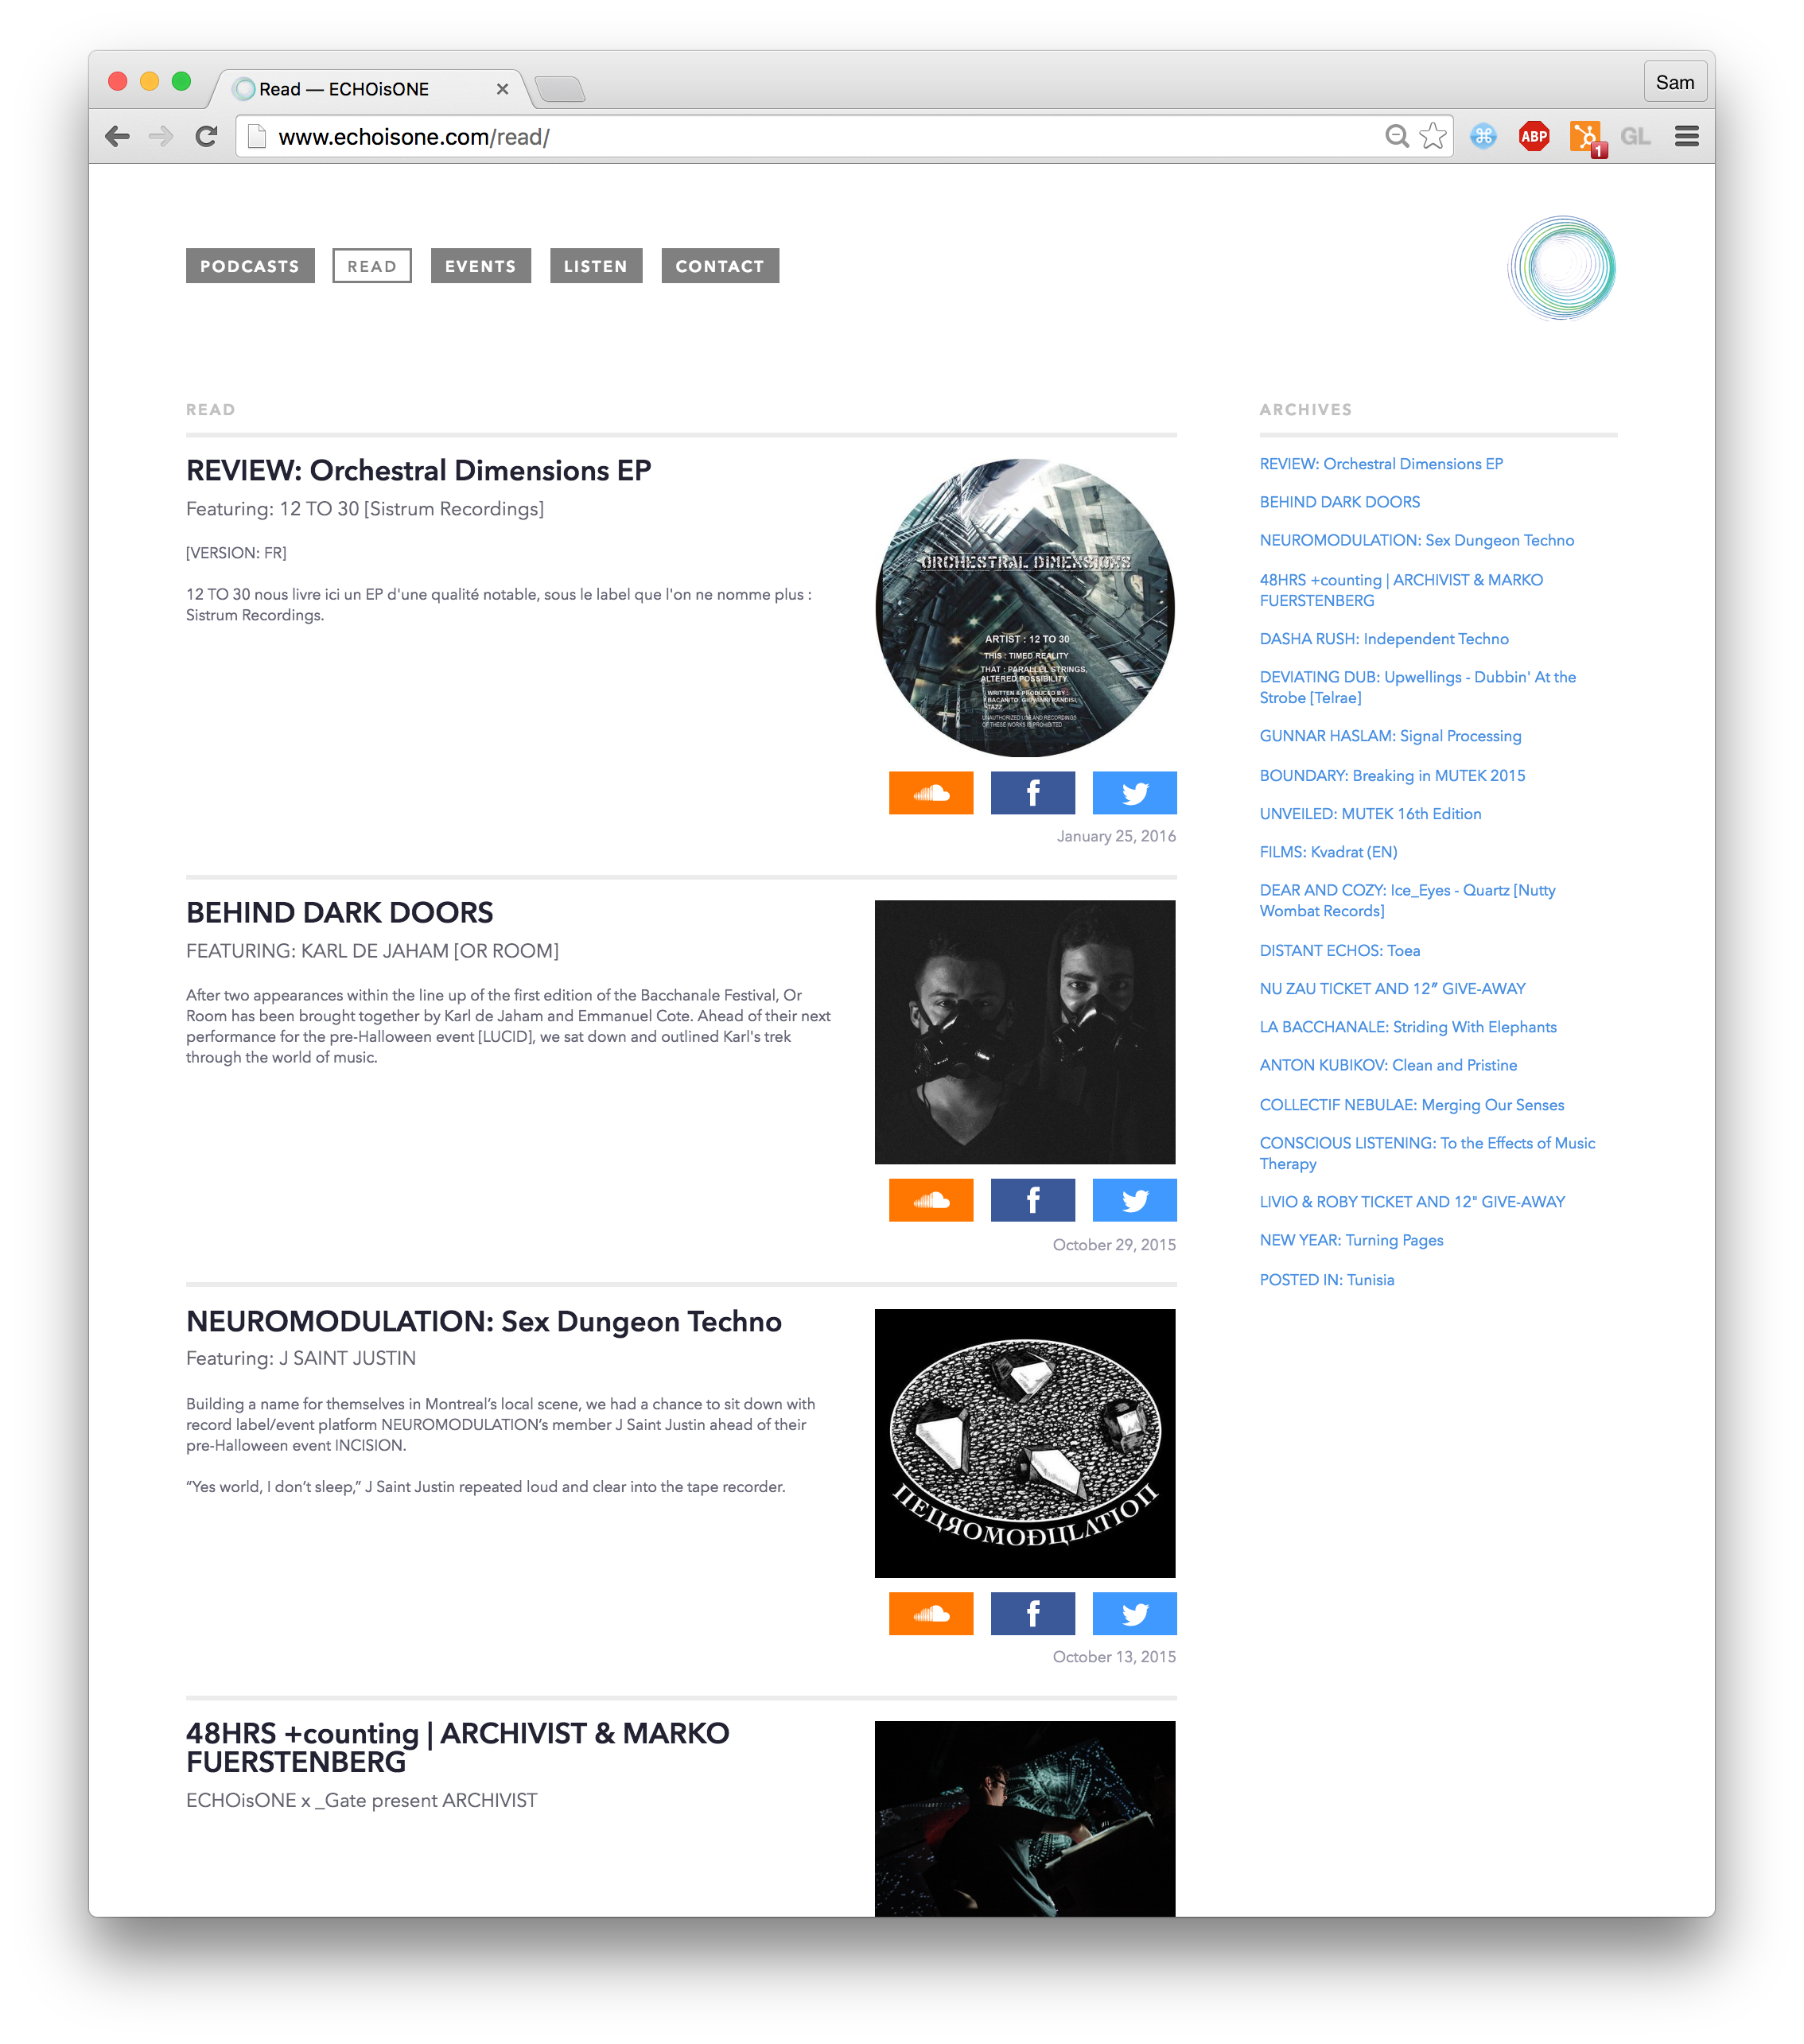 Read — ECHOisONE
Sam
www.echoisone.com/read/
ABP
1
GL
PODCASTS
READ
EVENTS
LISTEN
CONTACT
READ
REVIEW: Orchestral Dimensions EP
Featuring: 12 TO 30 [Sistrum Recordings]
[VERSION: FR]
12 TO 30 nous livre ici un EP d'une qualité notable, sous le label que l'on ne nomme plus :
Sistrum Recordings.
ORCHESTRAL DIMENSIONS
ARTIST : 12 TO 30
THIS : TIMED REALITY
THAT : PARALLEL STRINGS,
ALTERED POSSIBILITY
WRITTEN & PRODUCED BY :
UNAUTHORIZED USE AND RECORDINGS
OF THESE WORKS IS PROHIBITED
January 25, 2016
BEHIND DARK DOORS
FEATURING: KARL DE JAHAM [OR ROOM]
After two appearances within the line up of the first edition of the Bacchanale Festival, Or
Room has been brought together by Karl de Jaham and Emmanuel Cote. Ahead of their next
performance for the pre-Halloween event [LUCID], we sat down and outlined Karl's trek
through the world of music.
October 29, 2015
NEUROMODULATION: Sex Dungeon Techno
Featuring: J SAINT JUSTIN
Building a name for themselves in Montreal’s local scene, we had a chance to sit down with
record label/event platform NEUROMODULATION’s member J Saint Justin ahead of their
pre-Halloween event INCISION.
“Yes world, I don’t sleep,” J Saint Justin repeated loud and clear into the tape recorder.
ПЕЦЯОМОĐЦLΛTIOП
October 13, 2015
48HRS +counting | ARCHIVIST & MARKO
FUERSTENBERG
ECHOisONE x _Gate present ARCHIVIST
ARCHIVES
REVIEW: Orchestral Dimensions EP
BEHIND DARK DOORS
NEUROMODULATION: Sex Dungeon Techno
48HRS +counting | ARCHIVIST & MARKO
FUERSTENBERG
DASHA RUSH: Independent Techno
DEVIATING DUB: Upwellings - Dubbin' At the
Strobe [Telrae]
GUNNAR HASLAM: Signal Processing
BOUNDARY: Breaking in MUTEK 2015
UNVEILED: MUTEK 16th Edition
FILMS: Kvadrat (EN)
DEAR AND COZY: Ice_Eyes - Quartz [Nutty
Wombat Records]
DISTANT ECHOS: Toea
NU ZAU TICKET AND 12″ GIVE-AWAY
LA BACCHANALE: Striding With Elephants
ANTON KUBIKOV: Clean and Pristine
COLLECTIF NEBULAE: Merging Our Senses
CONSCIOUS LISTENING: To the Effects of Music
Therapy
LIVIO & ROBY TICKET AND 12" GIVE-AWAY
NEW YEAR: Turning Pages
POSTED IN: Tunisia